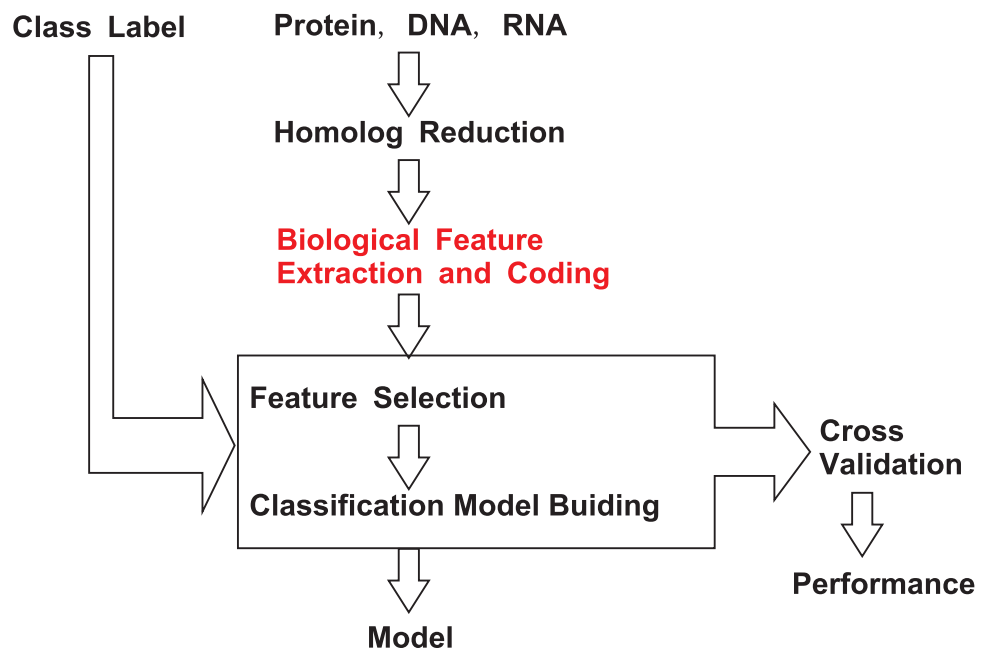 Class Label
Protein, DNA, RNA
Homolog Reduction
Biological Feature
Extraction and Coding
Feature Selection
Classification Model Buiding
Cross
Validation
Performance
Model